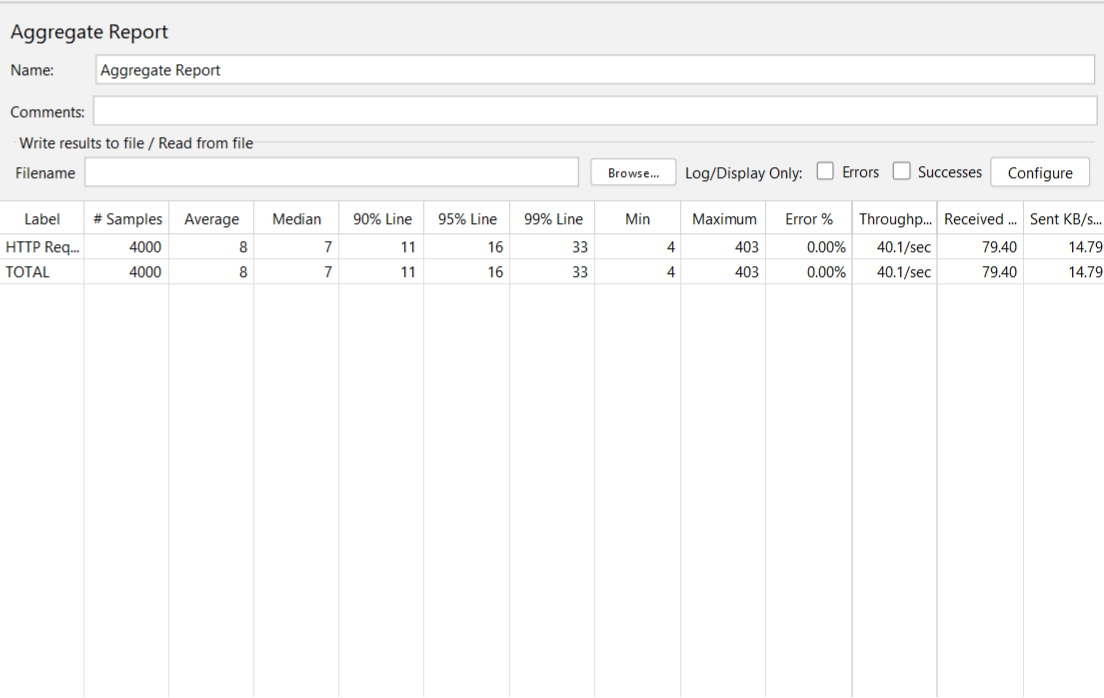 Aggregate Report
Name: Aggregate Report
Comments:
Write results to file / Read from file
Filename Browse... Log/Display Only: Errors Successes Configure
Label # Samples Average Median 90% Line 95% Line 99% Line Min Maximum Error % Throughp... Received ... Sent KB/s...
HTTP Req... 4000 8 7 11 16 33 4 403 0.00% 40.1/sec 79.40 14.79
TOTAL 4000 8 7 11 16 33 4 403 0.00% 40.1/sec 79.40 14.79